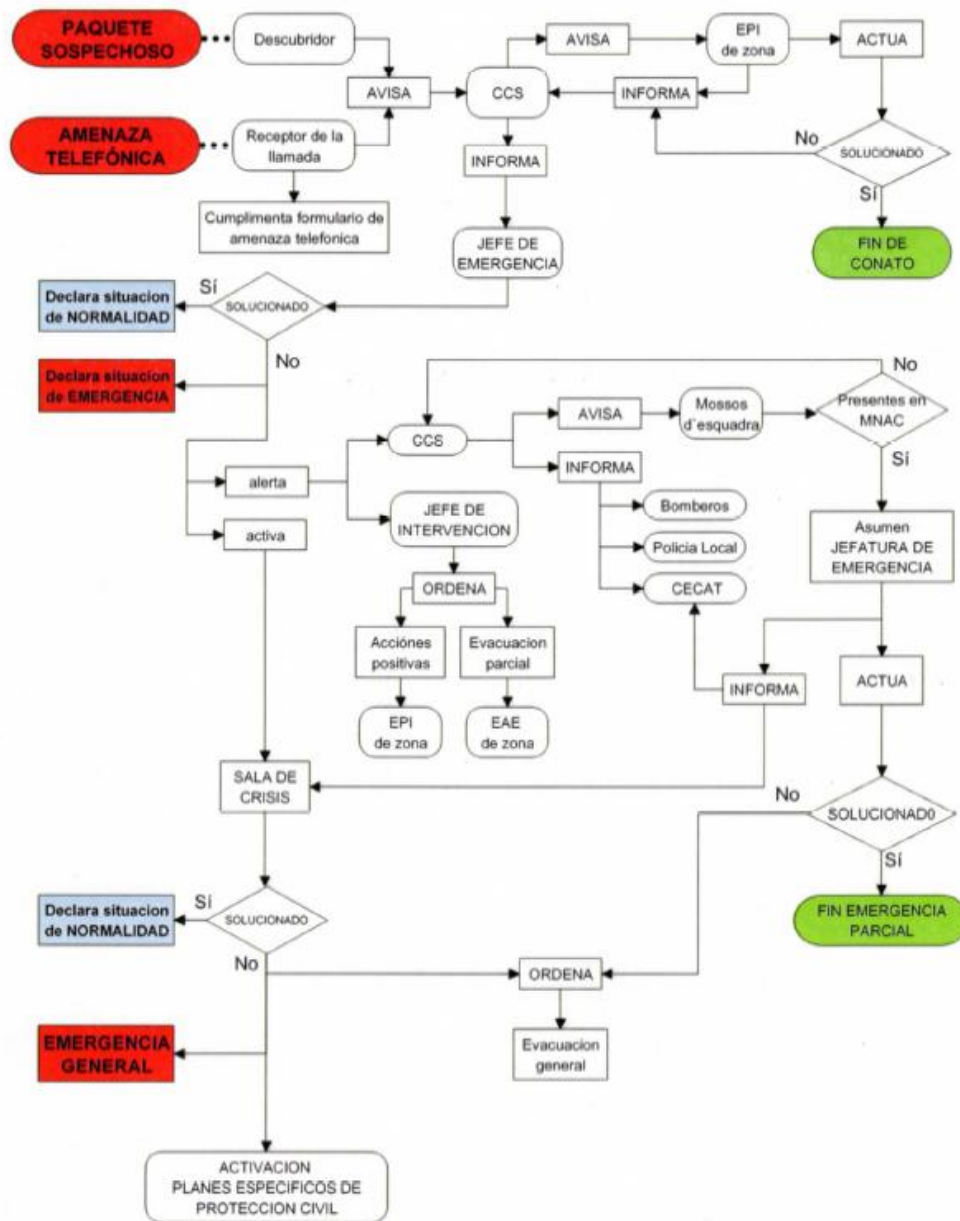 PAQUETE
SOSPECHOSO
Descubridor
AVISA
EPI
de zona
ACTUA
AVISA
CCS
INFORMA
AMENAZA
TELEFÓNICA
Receptor de la
llamada
INFORMA
No
SOLUCIONADO
Sí
Cumplimenta formulario de
amenaza telefonica
JEFE DE
EMERGENCIA
FIN DE
CONATO
Declara situacion
de NORMALIDAD
Sí
SOLUCIONADO
No
Declara situacion
de EMERGENCIA
No
AVISA
Mossos
d´esquadra
Presentes en
MNAC
CCS
Sí
INFORMA
alerta
JEFE DE
INTERVENCION
Bomberos
activa
Policia Local
Asumen
JEFATURA DE
EMERGENCIA
ORDENA
CECAT
Acciónes
positivas
Evacuacion
parcial
INFORMA
ACTUA
EPI
de zona
EAE
de zona
SALA DE
CRISIS
No
SOLUCIONAD0
Sí
Declara situacion
de NORMALIDAD
Sí
SOLUCIONADO
FIN EMERGENCIA
PARCIAL
No
ORDENA
EMERGENCIA
GENERAL
Evacuacion
general
ACTIVACION
PLANES ESPECIFICOS DE
PROTECCION CIVIL